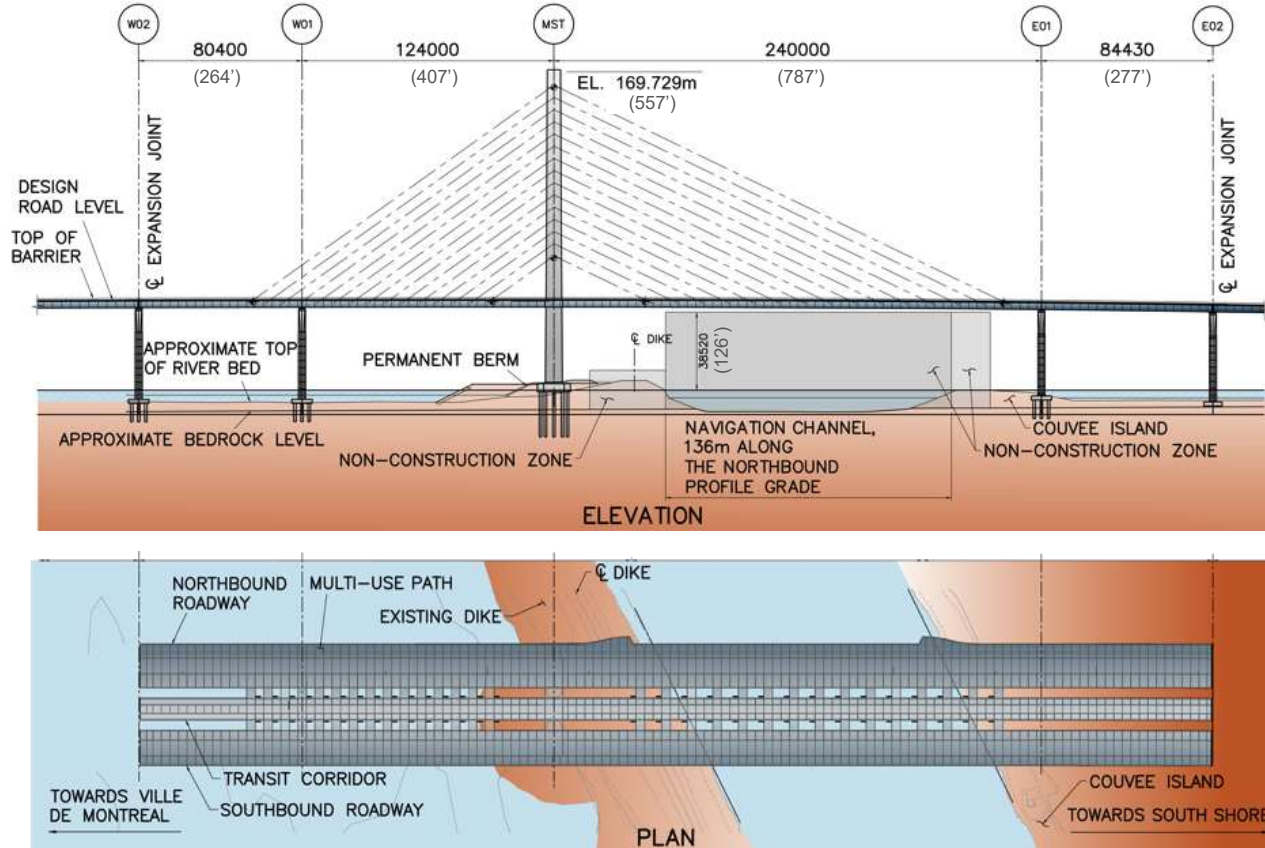 W02
W01
MST
E01
E02
80400
(264')
124000
(407')
240000
(787')
84430
(277')
EL. 169.729m
(557')
℄ EXPANSION JOINT
℄ EXPANSION JOINT
DESIGN
ROAD LEVEL
TOP OF
BARRIER
APPROXIMATE TOP
OF RIVER BED
PERMANENT BERM
℄ DIKE
38520
(126')
APPROXIMATE BEDROCK LEVEL
NON-CONSTRUCTION ZONE
NAVIGATION CHANNEL,
136m ALONG
THE NORTHBOUND
PROFILE GRADE
COUVEE ISLAND
NON-CONSTRUCTION ZONE
ELEVATION
NORTHBOUND
ROADWAY
MULTI-USE PATH
EXISTING DIKE
℄ DIKE
TRANSIT CORRIDOR
SOUTHBOUND ROADWAY
TOWARDS VILLE
DE MONTREAL
COUVEE ISLAND
TOWARDS SOUTH SHORE
PLAN